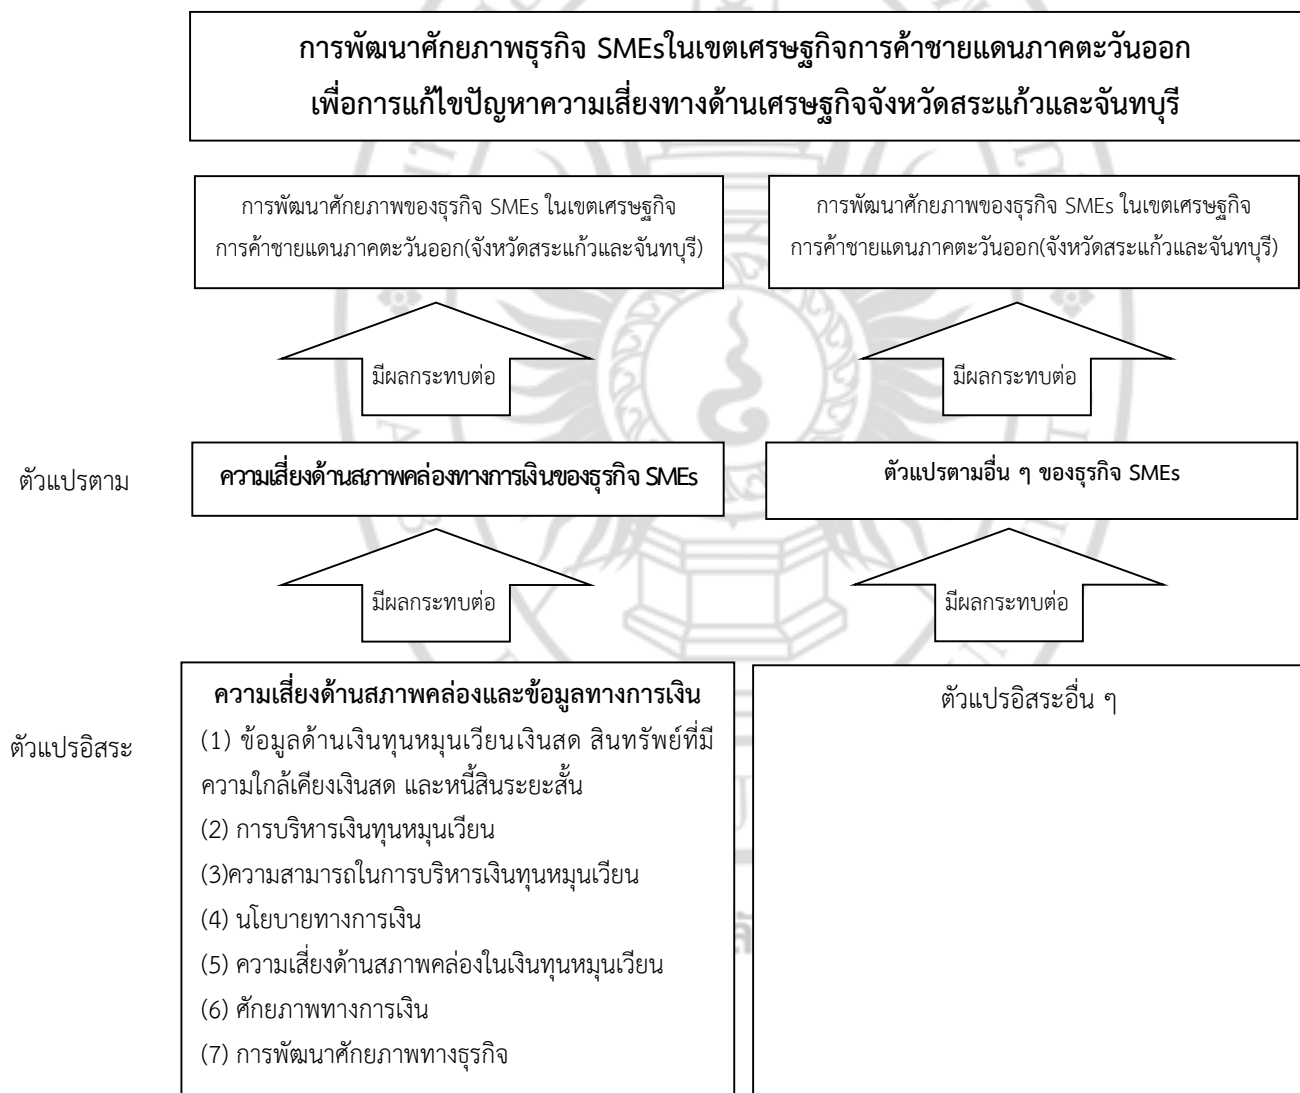 การพัฒนาศักยภาพธุรกิจ SMEsในเขตเศรษฐกิจการค้าชายแดนภาคตะวันออก
เพื่อการแก้ไขปัญหาความเสี่ยงทางด้านเศรษฐกิจจังหวัดสระแก้วและจันทบุรี
การพัฒนาศักยภาพของธุรกิจ SMEs ในเขตเศรษฐกิจ
การค้าชายแดนภาคตะวันออก(จังหวัดสระแก้วและจันทบุรี)
การพัฒนาศักยภาพของธุรกิจ SMEs ในเขตเศรษฐกิจ
การค้าชายแดนภาคตะวันออก(จังหวัดสระแก้วและจันทบุรี)
มีผลกระทบต่อ
มีผลกระทบต่อ
ตัวแปรตาม
ความเสี่ยงด้านสภาพคล่องทางการเงินของธุรกิจ SMEs
ตัวแปรตามอื่น ๆ ของธุรกิจ SMEs
มีผลกระทบต่อ
มีผลกระทบต่อ
ตัวแปรอิสระ
ความเสี่ยงด้านสภาพคล่องและข้อมูลทางการเงิน
(1) ข้อมูลด้านเงินทุนหมุนเวียนเงินสด สินทรัพย์ที่มี
ความใกล้เคียงเงินสด และหนี้สินระยะสั้น
(2) การบริหารเงินทุนหมุนเวียน
(3)ความสามารถในการบริหารเงินทุนหมุนเวียน
(4) นโยบายทางการเงิน
(5) ความเสี่ยงด้านสภาพคล่องในเงินทุนหมุนเวียน
(6) ศักยภาพทางการเงิน
(7) การพัฒนาศักยภาพทางธุรกิจ
ตัวแปรอิสระอื่น ๆ